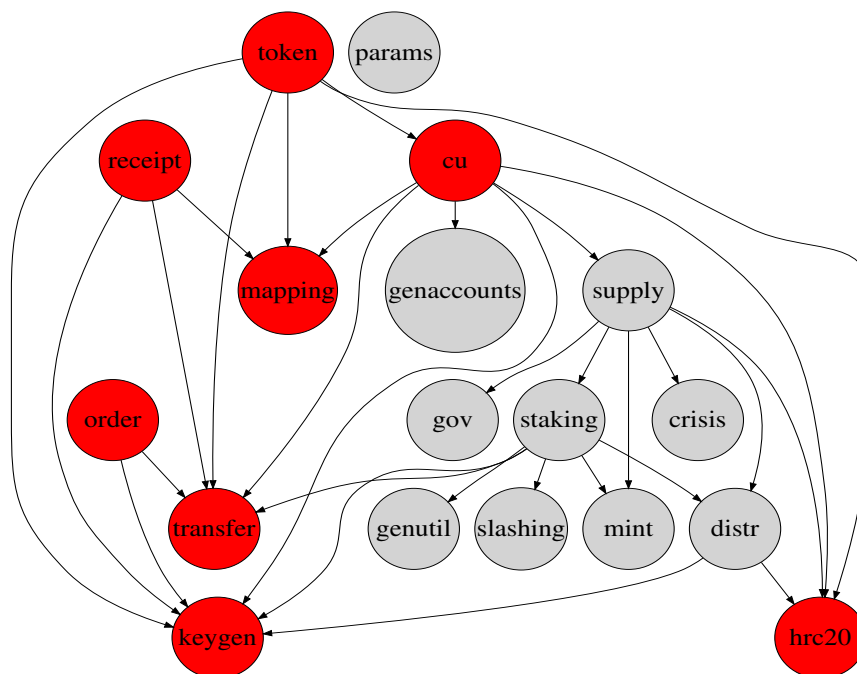 token
params
receipt
cu
mapping
genaccounts
supply
order
gov
staking
crisis
transfer
genutil
slashing
mint
distr
keygen
hrc20